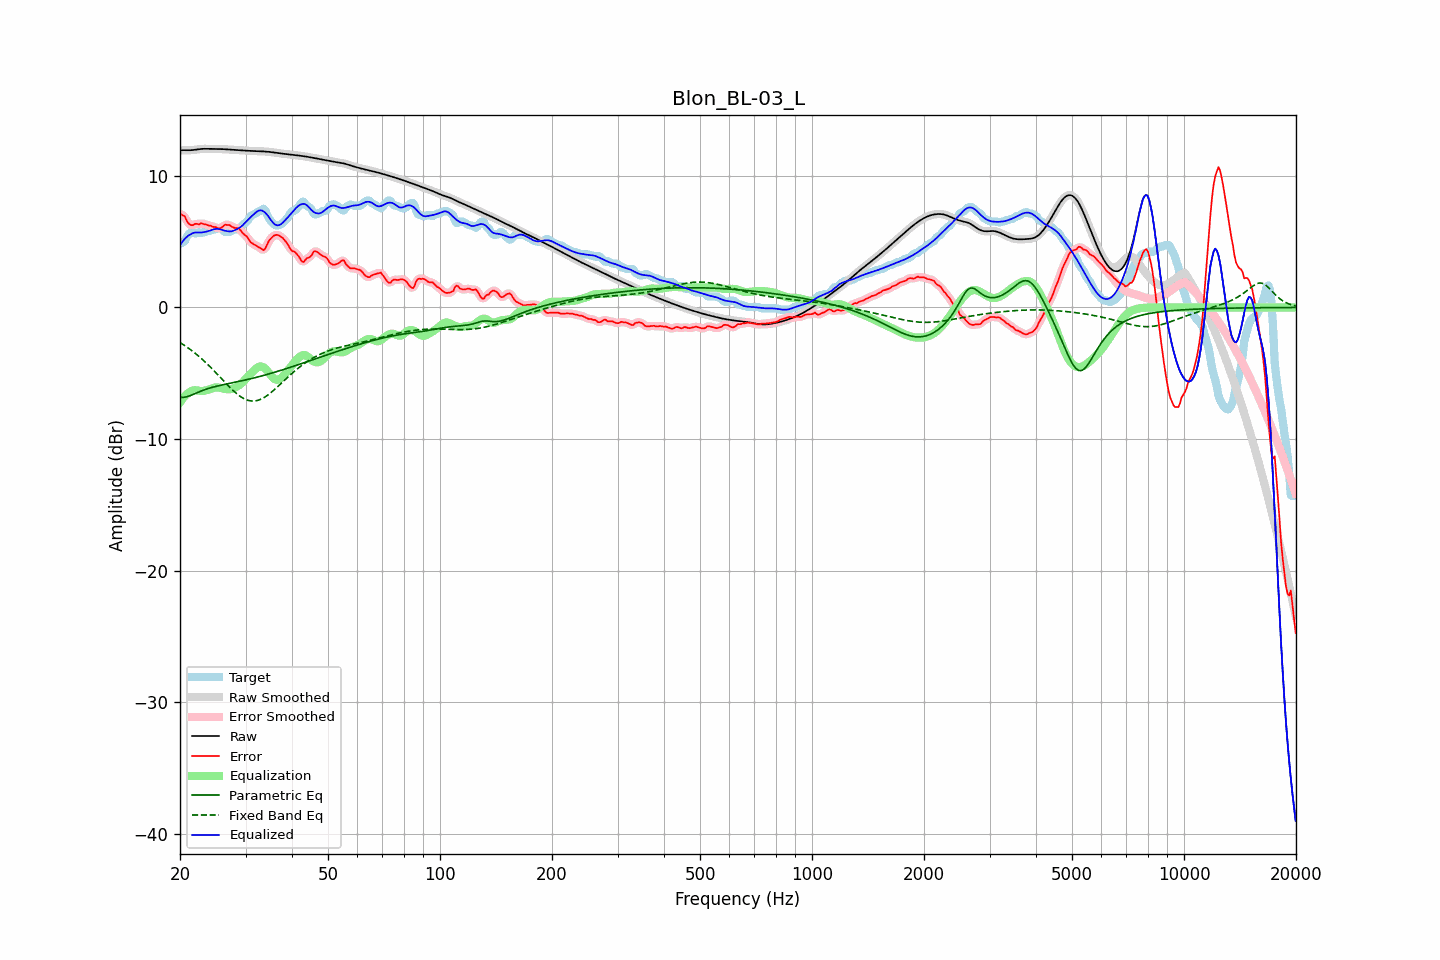 Blon_BL-03_L
10
0
−10
−20
−30
−40
Amplitude (dBr)
Target
Raw Smoothed
Error Smoothed
Raw
Error
Equalization
Parametric Eq
Fixed Band Eq
Equalized
20 50 100 200 500 1000 2000 5000 10000 20000
Frequency (Hz)